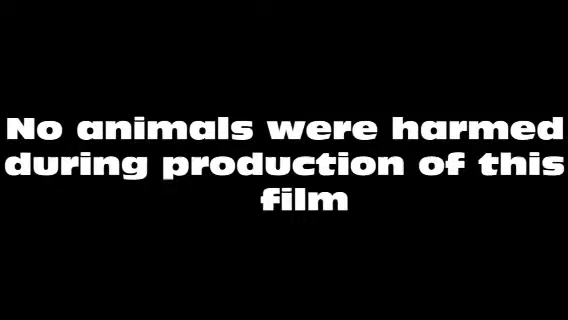 No animals were harmed
during production of this
film